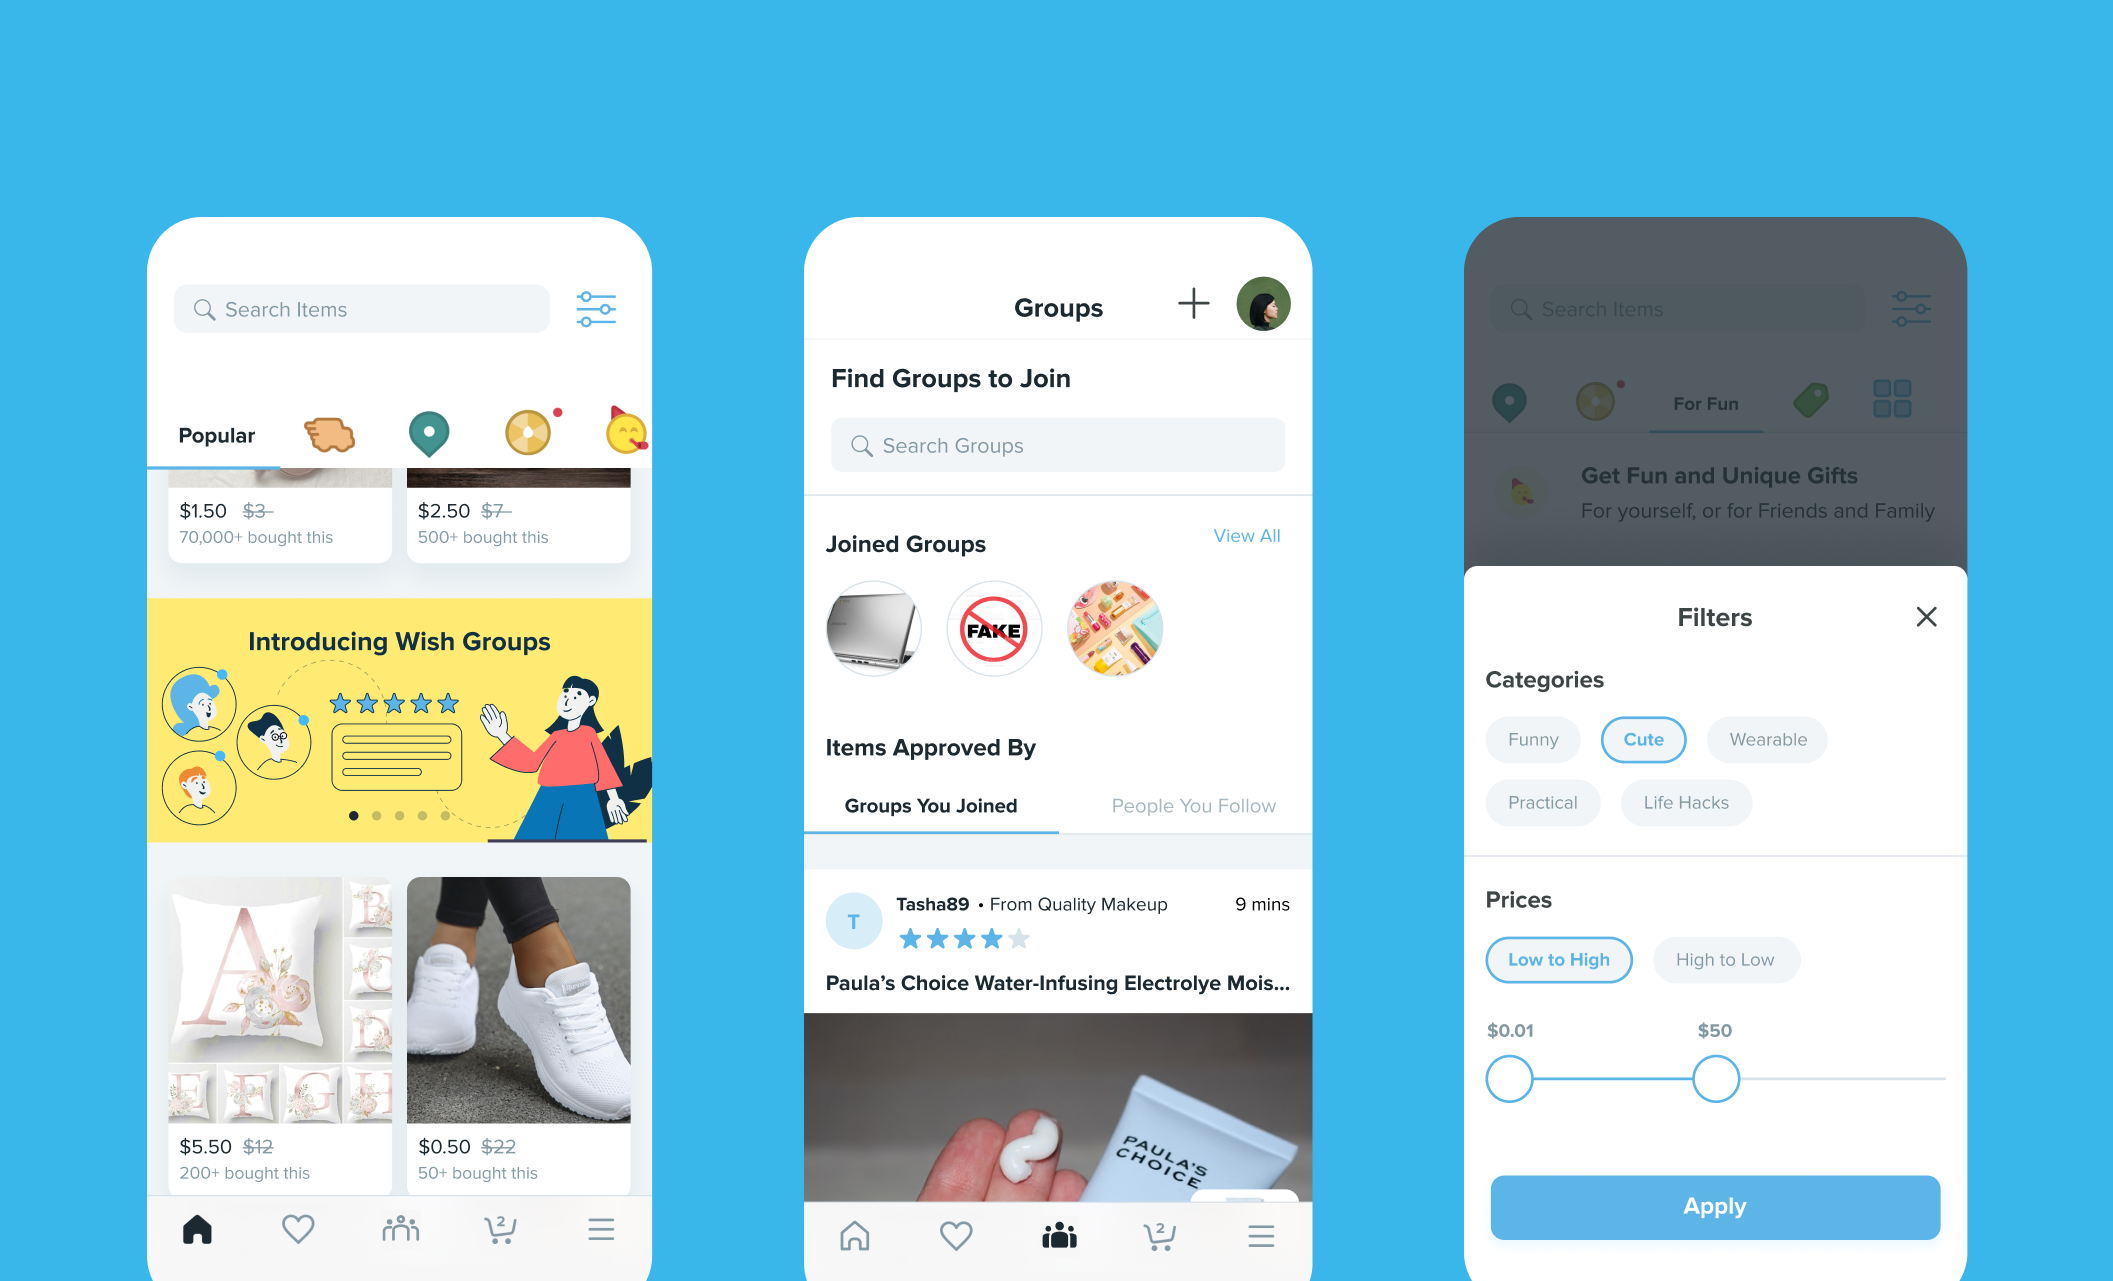 Search Items
Popular
$1.50 $3
70,000+ bought this
$2.50 $7
500+ bought this
Introducing Wish Groups
A
B
C
D
E F G H
$5.50 $12
200+ bought this
$0.50 $22
50+ bought this
2
Groups
Find Groups to Join
Search Groups
Joined Groups
View All
FAKE
Items Approved By
Groups You Joined
People You Follow
T
Tasha89 • From Quality Makeup
9 mins
Paula’s Choice Water-Infusing Electrolye Mois...
PAULA'S
CHOICE
2
Search Items
For Fun
Get Fun and Unique Gifts
For yourself, or for Friends and Family
Filters
Categories
Funny
Cute
Wearable
Practical
Life Hacks
Prices
Low to High
High to Low
$0.01
$50
Apply